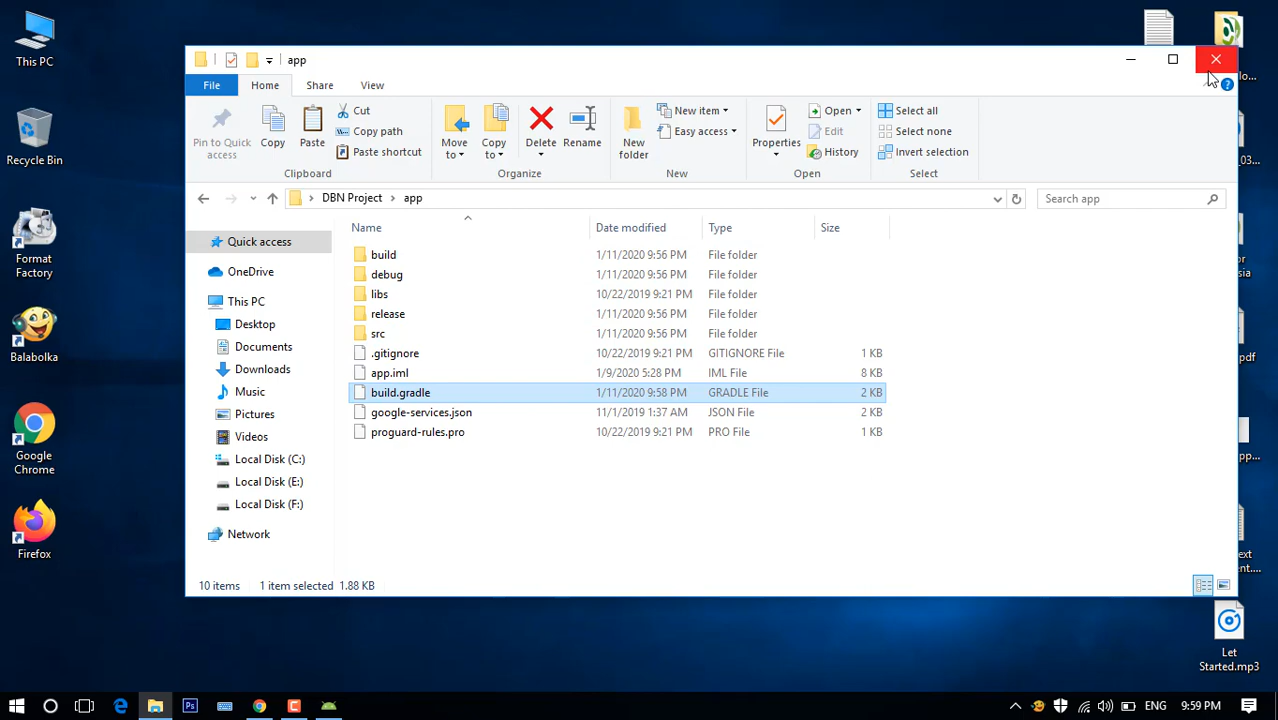 This PC
Recycle Bin
Format
Factory
Balabolka
Google
Chrome
Firefox
app
File
Home
Share
View
Pin to Quick
access
Copy
Paste
Cut
Copy path
Paste shortcut
Clipboard
Move
to
Copy
to
Delete
Rename
Organize
New
folder
New item
Easy access
New
Properties
Open
Edit
History
Open
Select all
Select none
Invert selection
Select
DBN Project
app
Search app
Name
Date modified
Type
Size
Quick access
OneDrive
This PC
Desktop
Documents
Downloads
Music
Pictures
Videos
Local Disk (C:)
Local Disk (E:)
Local Disk (F:)
Network
build 1/11/2020 9:56 PM File folder
debug 1/11/2020 9:56 PM File folder
libs 10/22/2019 9:21 PM File folder
release 1/11/2020 9:56 PM File folder
src 1/11/2020 9:56 PM File folder
.gitignore 10/22/2019 9:21 PM GITIGNORE File 1 KB
app.iml 1/9/2020 5:28 PM IML File 8 KB
build.gradle 1/11/2020 9:58 PM GRADLE File 2 KB
google-services.json 11/1/2019 1:37 AM JSON File 2 KB
proguard-rules.pro 10/22/2019 9:21 PM PRO File 1 KB
10 items 1 item selected 1.88 KB
Let
Started.mp3
Ps
ENG
9:59 PM